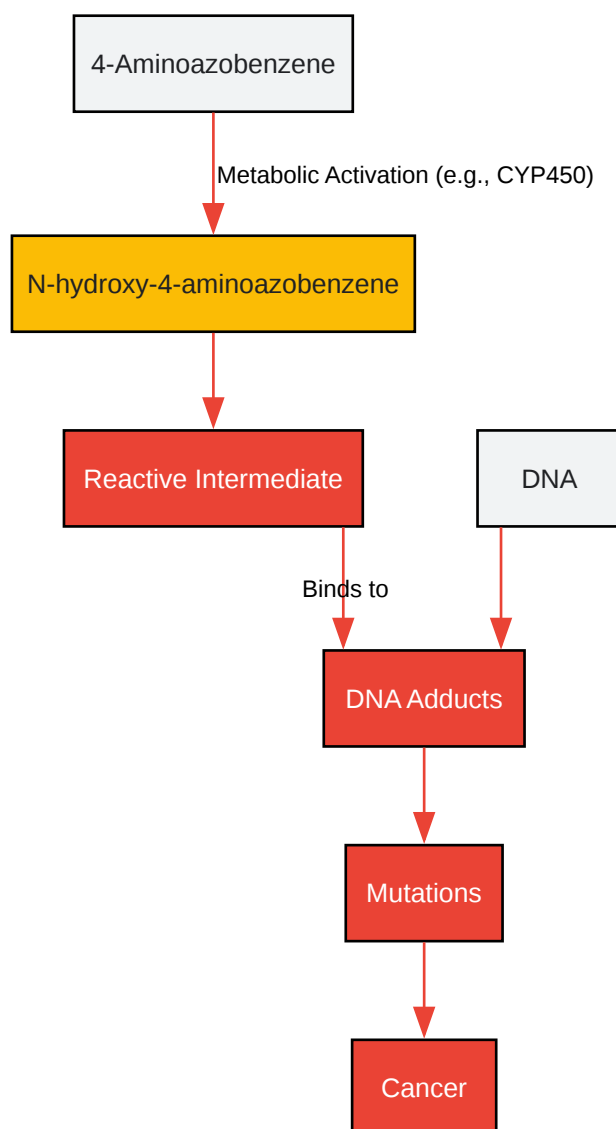 4-Aminoazobenzene
Metabolic Activation (e.g., CYP450)
N-hydroxy-4-aminoazobenzene
Reactive Intermediate
DNA
Binds to
DNA Adducts
Mutations
Cancer